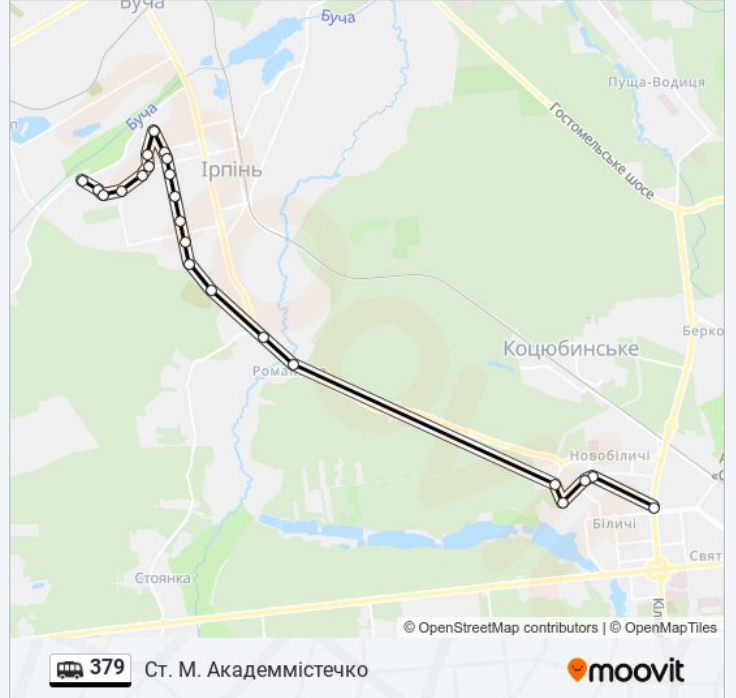 Буча
Буча
Пуща-Водиця
Гостомельське шосе
Буча
Ірпінь
Берко
Коцюбинське
Новобіличі
Біличі
Свят
Стоянка
© OpenStreetMap contributors | © OpenMapTiles
379 Ст. М. Академмістечко
moovit